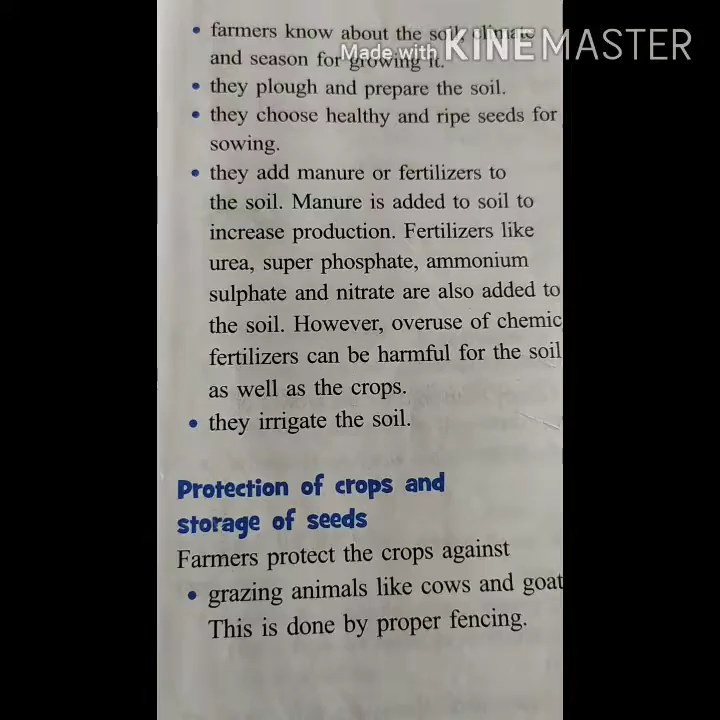 • farmers know about the soil, climate
Made with KINEMASTER
and season for growing it.
• they plough and prepare the soil.
• they choose healthy and ripe seeds for
sowing.
• they add manure or fertilizers to
the soil. Manure is added to soil to
increase production. Fertilizers like
urea, super phosphate, ammonium
sulphate and nitrate are also added to
the soil. However, overuse of chemic
fertilizers can be harmful for the soil
as well as the crops.
• they irrigate the soil.
Protection of crops and
storage of seeds
Farmers protect the crops against
• grazing animals like cows and goat
This is done by proper fencing.